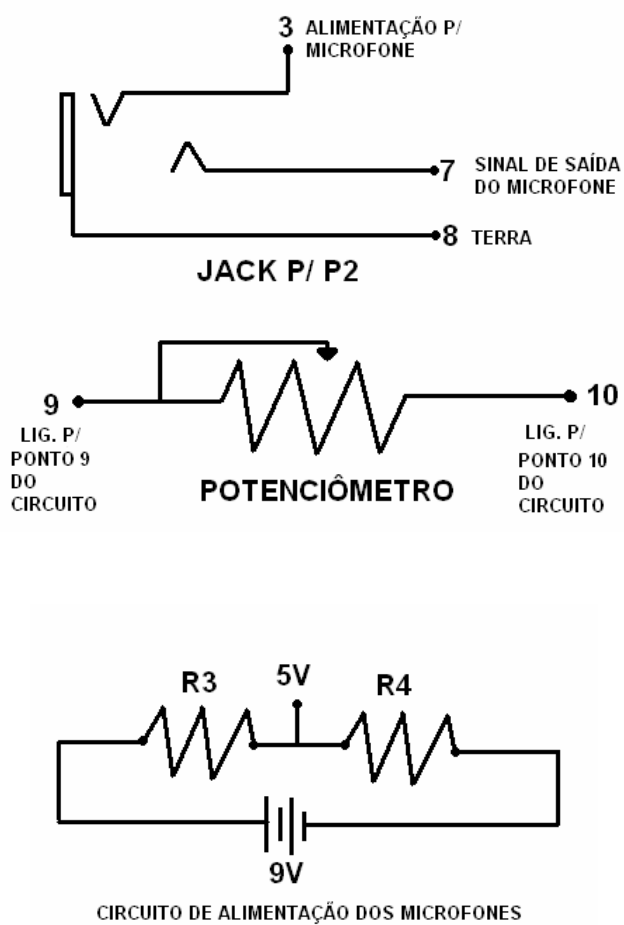 3 ALIMENTAÇÃO P/
MICROFONE
7 SINAL DE SAÍDA
DO MICROFONE
8 TERRA
JACK P/ P2
9
10
LIG. P/
PONTO 9
DO
CIRCUITO
LIG. P/
PONTO 10
DO
CIRCUITO
POTENCIÔMETRO
R3
5V
R4
9V
CIRCUITO DE ALIMENTAÇÃO DOS MICROFONES